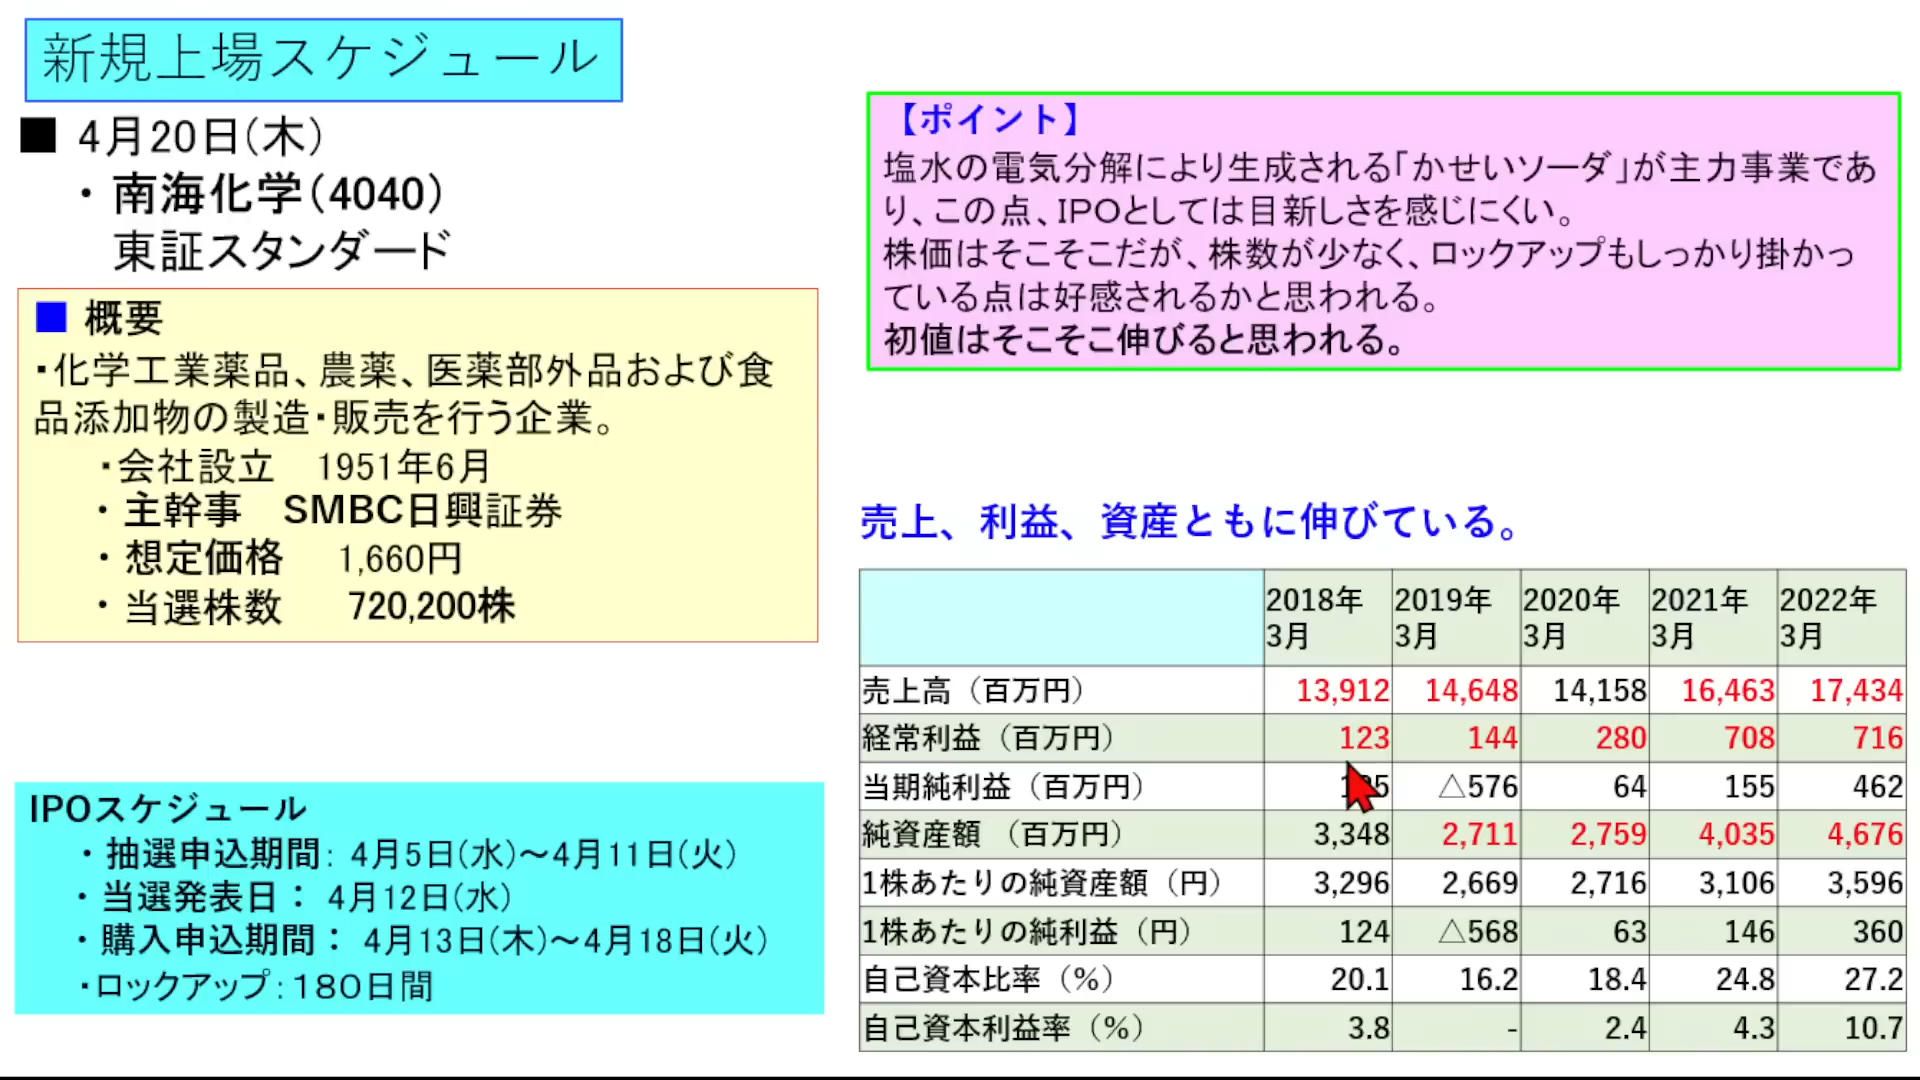 新規上場スケジュール
■ 4月20日(木)
・南海化学(4040)
東証スタンダード
■ 概要
・化学工業薬品、農薬、医薬部外品および食
品添加物の製造・販売を行う企業。
・会社設立 1951年6月
・主幹事 SMBC日興証券
・想定価格 1,660円
・当選株数 720,200株
IPOスケジュール
・抽選申込期間: 4月5日(水)～4月11日(火)
・当選発表日: 4月12日(水)
・購入申込期間: 4月13日(木)～4月18日(火)
・ロックアップ:180日間
【ポイント】
塩水の電気分解により生成される「かせいソーダ」が主力事業であ
り、この点、IPOとしては目新しさを感じにくい。
株価はそこそこだが、株数が少なく、ロックアップもしっかり掛かっ
ている点は好感されるかと思われる。
初値はそこそこ伸びると思われる。
売上、利益、資産ともに伸びている。
2018年3月 2019年3月 2020年3月 2021年3月 2022年3月
売上高（百万円） 13,912 14,648 14,158 16,463 17,434
経常利益（百万円） 123 144 280 708 716
当期純利益（百万円） △576 64 155 462
純資産額 （百万円） 3,348 2,711 2,759 4,035 4,676
1株あたりの純資産額（円） 3,296 2,669 2,716 3,106 3,596
1株あたりの純利益（円） 124 △568 63 146 360
自己資本比率（%） 20.1 16.2 18.4 24.8 27.2
自己資本利益率（%） 3.8 - 2.4 4.3 10.7